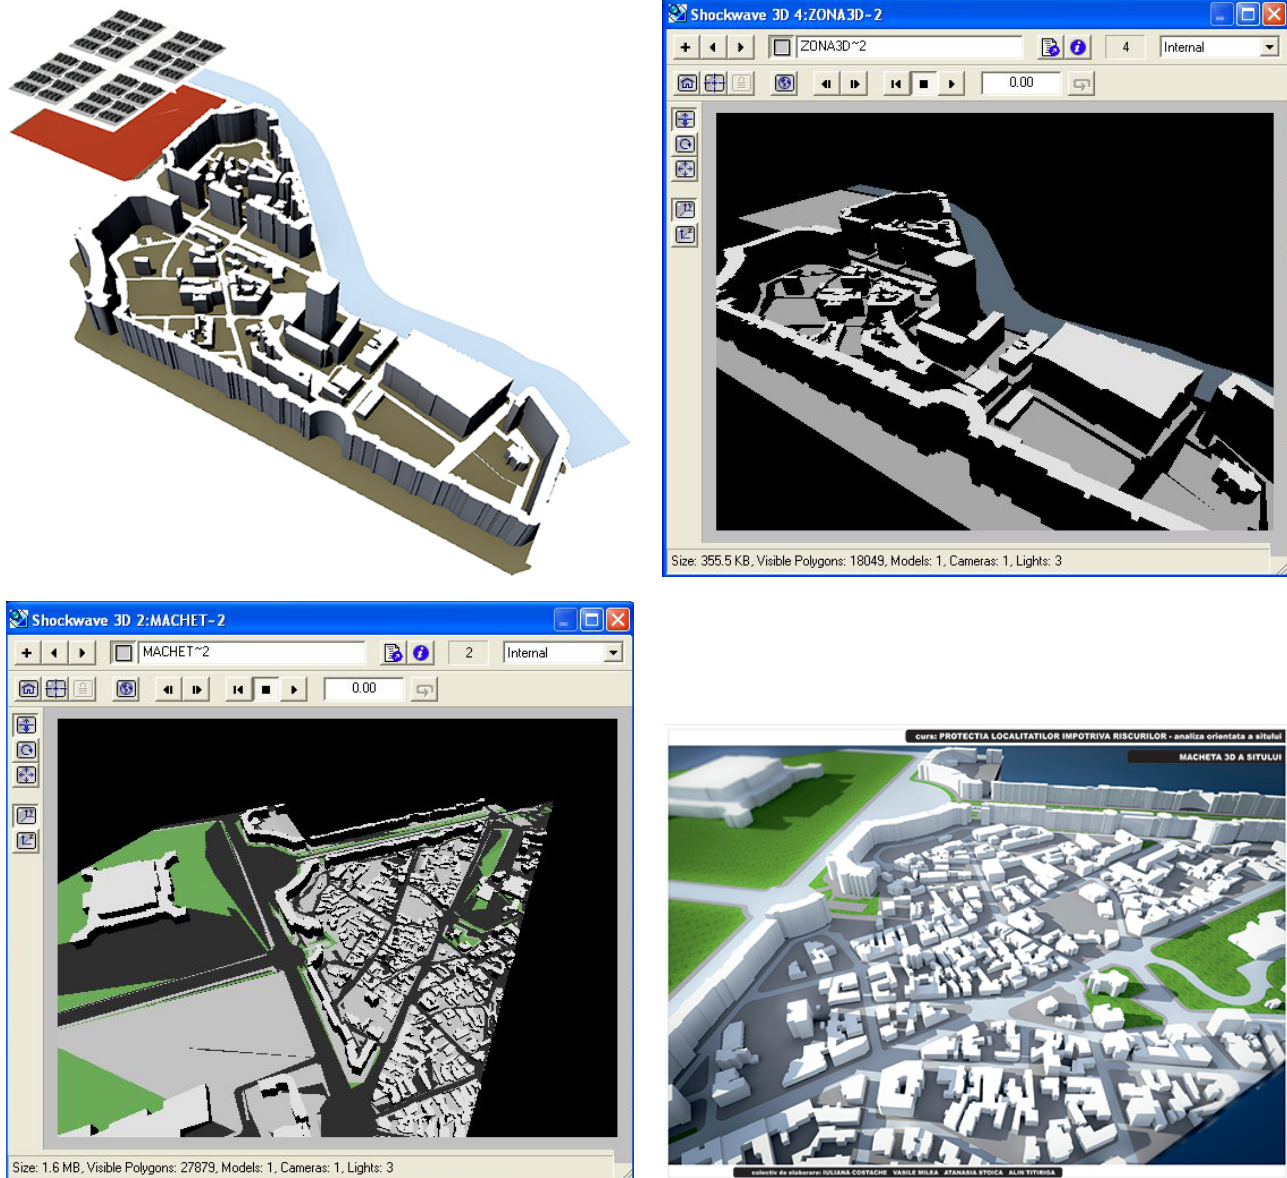 Shockwave 3D 4:ZONA3D~2
ZONA3D~2
4
Internal
0.00
Size: 355.5 KB, Visible Polygons: 18049, Models: 1, Cameras: 1, Lights: 3
Shockwave 3D 2:MACHET~2
MACHET~2
2
Internal
0.00
Size: 1.6 MB, Visible Polygons: 27879, Models: 1, Cameras: 1, Lights: 3
curs: PROTECTIA LOCALITATILOR IMPOTRIVA RISCURILOR - analiza orientata a sitului
MACHETA 3D A SITULUI
colectiv de elaborare: IULIANA COSTACHE VASILE MILEA ATANASIA STOICA ALIN TITIRIGA